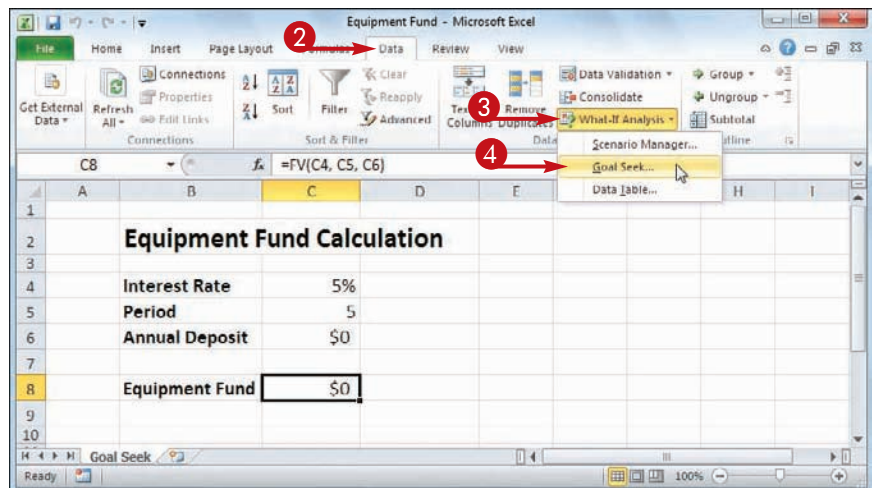 Equipment Fund - Microsoft Excel
File Home Insert Page Layout Formulas Data Review View
2
Get External Data
Refresh All
Connections
Properties
Edit Links
Connections
Sort
Filter
Clear
Reapply
Advanced
Sort & Filter
Columns
Remove Duplicates
Data Validation
Consolidate
3
What-If Analysis
Group
Ungroup
Subtotal
Scenario Manager...
4
Goal Seek...
Data Table...
C8 fx =FV(C4, C5, C6)
A B C D E H I
1
2 Equipment Fund Calculation
3
4 Interest Rate 5%
5 Period 5
6 Annual Deposit $0
7
8 Equipment Fund $0
9
10
Goal Seek
Ready 100%